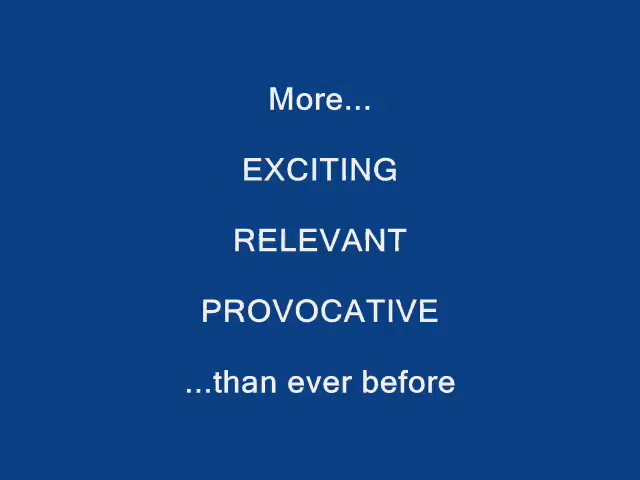 More...
EXCITING
RELEVANT
PROVOCATIVE
...than ever before